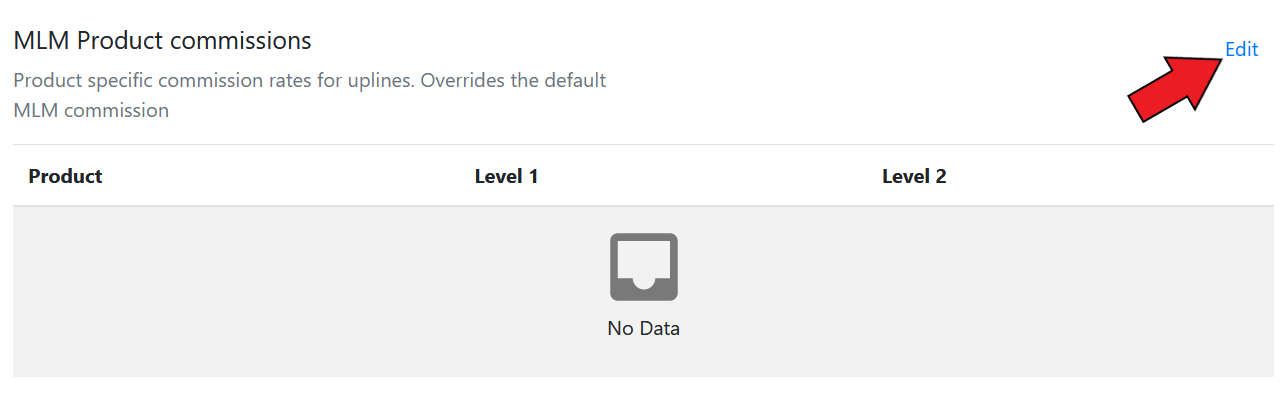 MLM Product commissions
Edit
Product specific commission rates for uplines. Overrides the default
MLM commission
Product Level 1 Level 2
No Data